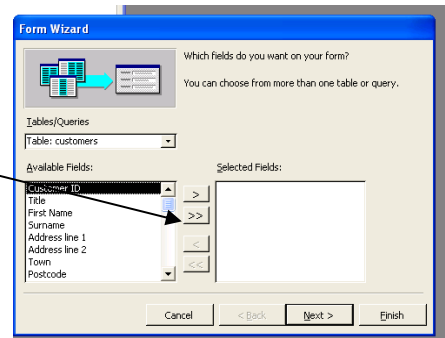 Form Wizard
Which fields do you want on your form?
You can choose from more than one table or query.
Tables/Queries
Table: customers
Available Fields:
Selected Fields:
Customer ID
Title
First Name
Surname
Address line 1
Address line 2
Town
Postcode
>
>>
<
<<
Cancel
< Back
Next >
Finish